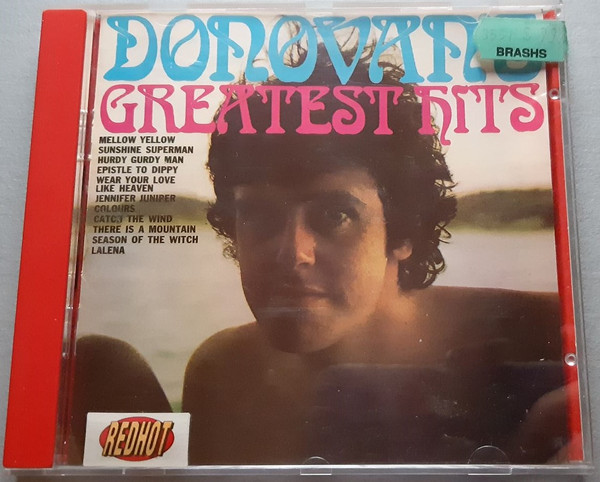 DONOVAN'S
BRASHS
GREATEST HITS
MELLOW YELLOW
SUNSHINE SUPERMAN
HURDY GURDY MAN
EPISTLE TO DIPPY
WEAR YOUR LOVE
LIKE HEAVEN
JENNIFER JUNIPER
COLOURS
CATCH THE WIND
THERE IS A MOUNTAIN
SEASON OF THE WITCH
LALENA
REDHOT